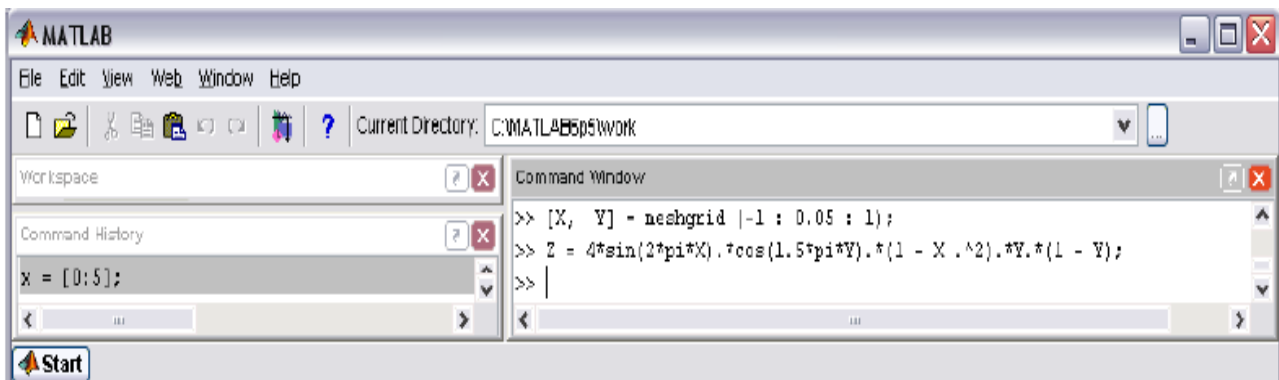 MATLAB
File Edit View Web Window Help
? Current Directory: C:\MATLAB6p5\work ...
Workspace
Command History
x = [0:5];
Command Window
>> [X, Y] = meshgrid |-1 : 0.05 : 1);
>> Z = 4*sin(2*pi*X).*cos(1.5*pi*Y).*(1 - X .^2).*Y.*(1 - Y);
>>
Start